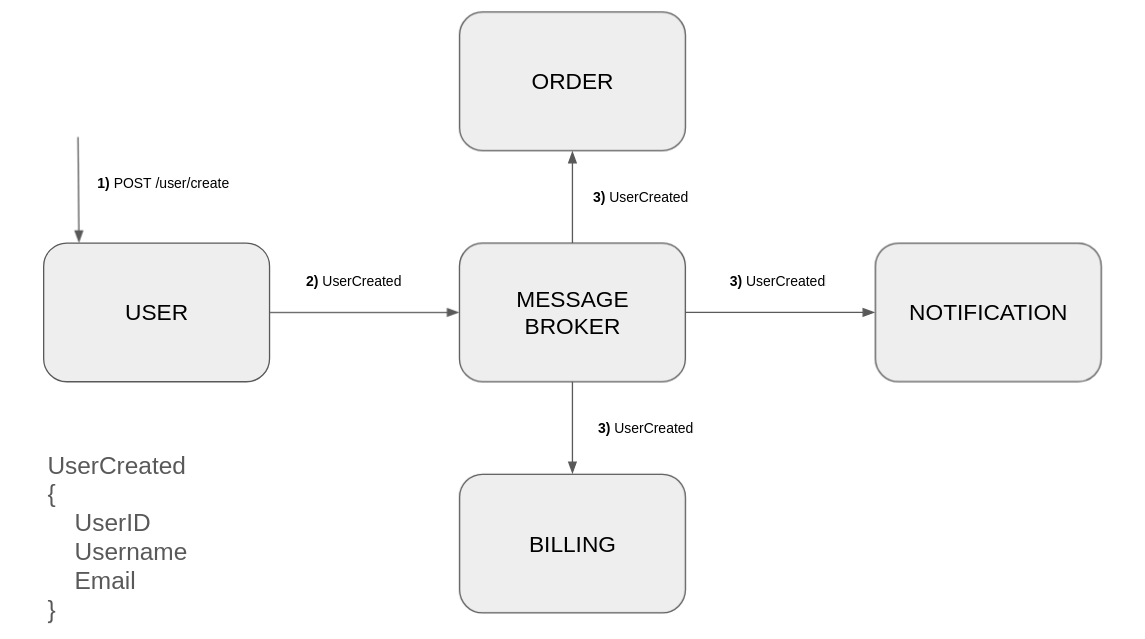 ORDER
1) POST /user/create
3) UserCreated
USER
2) UserCreated
MESSAGE
BROKER
3) UserCreated
NOTIFICATION
3) UserCreated
BILLING
UserCreated
{
UserID
Username
Email
}